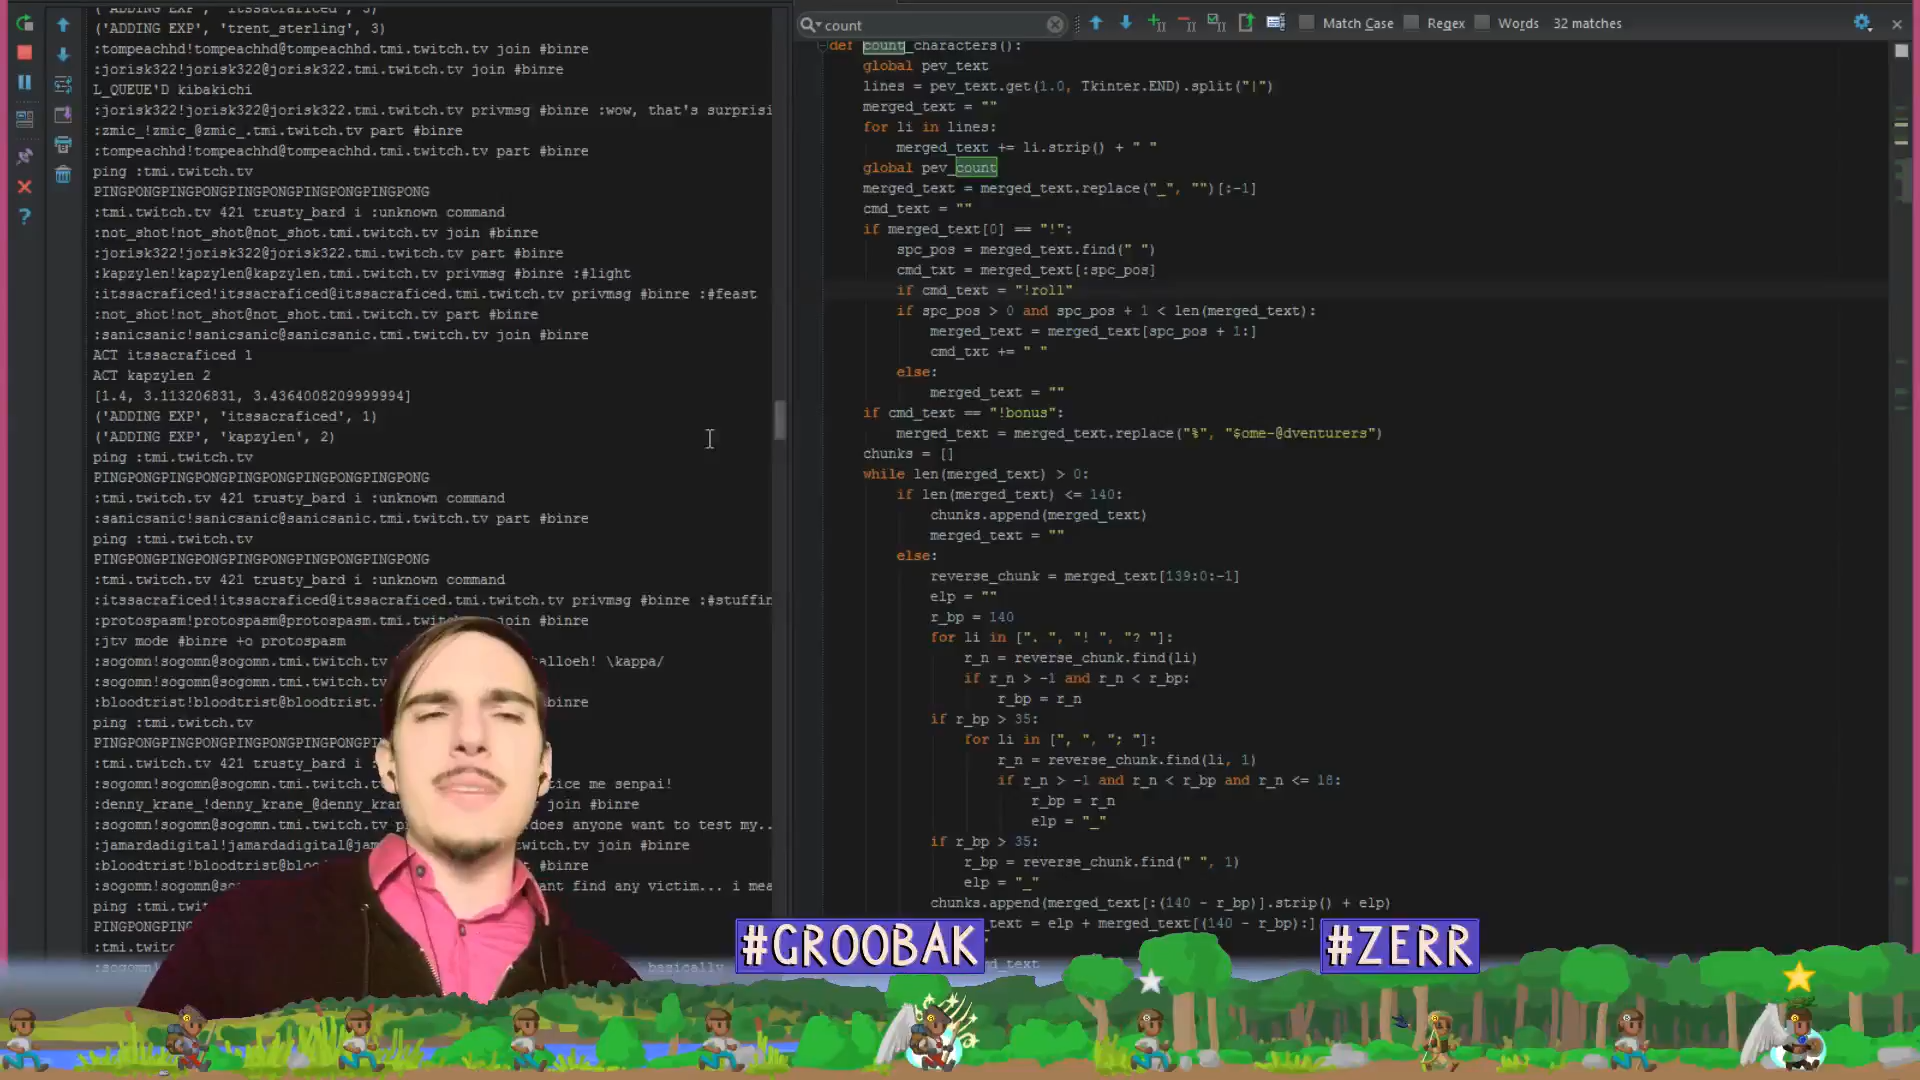 ('ADDING EXP', 'itssacraficed', 3)
('ADDING EXP', 'trent_sterling', 3)
:tompeachhd!tompeachhd@tompeachhd.tmi.twitch.tv join #binre
:jorisk322!jorisk322@jorisk322.tmi.twitch.tv join #binre
L_QUEUE'D kibakichi
:jorisk322!jorisk322@jorisk322.tmi.twitch.tv privmsg #binre :wow, that's surprisi
:zmic_!zmic_@zmic_.tmi.twitch.tv part #binre
:tompeachhd!tompeachhd@tompeachhd.tmi.twitch.tv part #binre
ping :tmi.twitch.tv
PINGPONGPINGPONGPINGPONGPINGPONGPINGPONG
:tmi.twitch.tv 421 trusty_bard i :unknown command
:not_shot!not_shot@not_shot.tmi.twitch.tv join #binre
:jorisk322!jorisk322@jorisk322.tmi.twitch.tv part #binre
:kapzylen!kapzylen@kapzylen.tmi.twitch.tv privmsg #binre :#light
:itssacraficed!itssacraficed@itssacraficed.tmi.twitch.tv privmsg #binre :#feast
:not_shot!not_shot@not_shot.tmi.twitch.tv part #binre
:sanicsanic!sanicsanic@sanicsanic.tmi.twitch.tv join #binre
ACT itssacraficed 1
ACT kapzylen 2
[1.4, 3.113206831, 3.4364008209999994]
('ADDING EXP', 'itssacraficed', 1)
('ADDING EXP', 'kapzylen', 2)
ping :tmi.twitch.tv
PINGPONGPINGPONGPINGPONGPINGPONGPINGPONG
:tmi.twitch.tv 421 trusty_bard i :unknown command
:sanicsanic!sanicsanic@sanicsanic.tmi.twitch.tv part #binre
ping :tmi.twitch.tv
PINGPONGPINGPONGPINGPONGPINGPONGPINGPONG
:tmi.twitch.tv 421 trusty_bard i :unknown command
:itssacraficed!itssacraficed@itssacraficed.tmi.twitch.tv privmsg #binre :#stuffin
:protospasm!protospasm@protospasm.tmi.twitch. join #binre
:jtv mode #binre +o protospasm
:sogomn!sogomn@sogomn.tmi.twitch.tv alloeh! \kappa/
:sogomn!sogomn@sogomn.tmi.twitch.tv #binre
:bloodtrist!bloodtrist@bloodtrist. #binre
ping :tmi.twitch.tv
PINGPONGPINGPONGPINGPONGPINGPONGPI
:tmi.twitch.tv 421 trusty_bard i :
:sogomn!sogomn@sogomn.tmi.twitch.tv tice me senpai!
:denny_krane_!denny_krane_@denny_kran join #binre
:sogomn!sogomn@sogomn.tmi.twitch.tv p does anyone want to test my..
:jamardadigital!jamardadigital@jam tch.tv join #binre
:bloodtrist!bloodtrist@bloodtrist t #binre
:sogomn!sogomn@so ant find any victim... i mea
ping :tmi.twitch.tv
PINGPONG
:tmi.t
:sogom basically
count
Match Case
Regex
Words
32 matches
def count_characters():
global pev_text
lines = pev_text.get(1.0, Tkinter.END).split("|")
merged_text = ""
for li in lines:
merged_text += li.strip() + " "
global pev_count
merged_text = merged_text.replace("_", "")[:-1]
cmd_text = ""
if merged_text[0] == "!":
spc_pos = merged_text.find(" ")
cmd_txt = merged_text[:spc_pos]
if cmd_text = "!roll"
if spc_pos > 0 and spc_pos + 1 < len(merged_text):
merged_text = merged_text[spc_pos + 1:]
cmd_txt += " "
else:
merged_text = ""
if cmd_text == "!bonus":
merged_text = merged_text.replace("%", "$ome-@dventurers")
chunks = []
while len(merged_text) > 0:
if len(merged_text) <= 140:
chunks.append(merged_text)
merged_text = ""
else:
reverse_chunk = merged_text[139:0:-1]
elp = ""
r_bp = 140
for li in [". ", "! ", "? "]:
r_n = reverse_chunk.find(li)
if r_n > -1 and r_n < r_bp:
r_bp = r_n
if r_bp > 35:
for li in [", ", "; "]:
r_n = reverse_chunk.find(li, 1)
if r_n > -1 and r_n < r_bp and r_n <= 18:
r_bp = r_n
elp = "_"
if r_bp > 35:
r_bp = reverse_chunk.find(" ", 1)
elp = "_"
chunks.append(merged_text[:(140 - r_bp)].strip() + elp)
text = elp + merged_text[(140 - r_bp):]
md_text
#GROOBAK
#ZERR